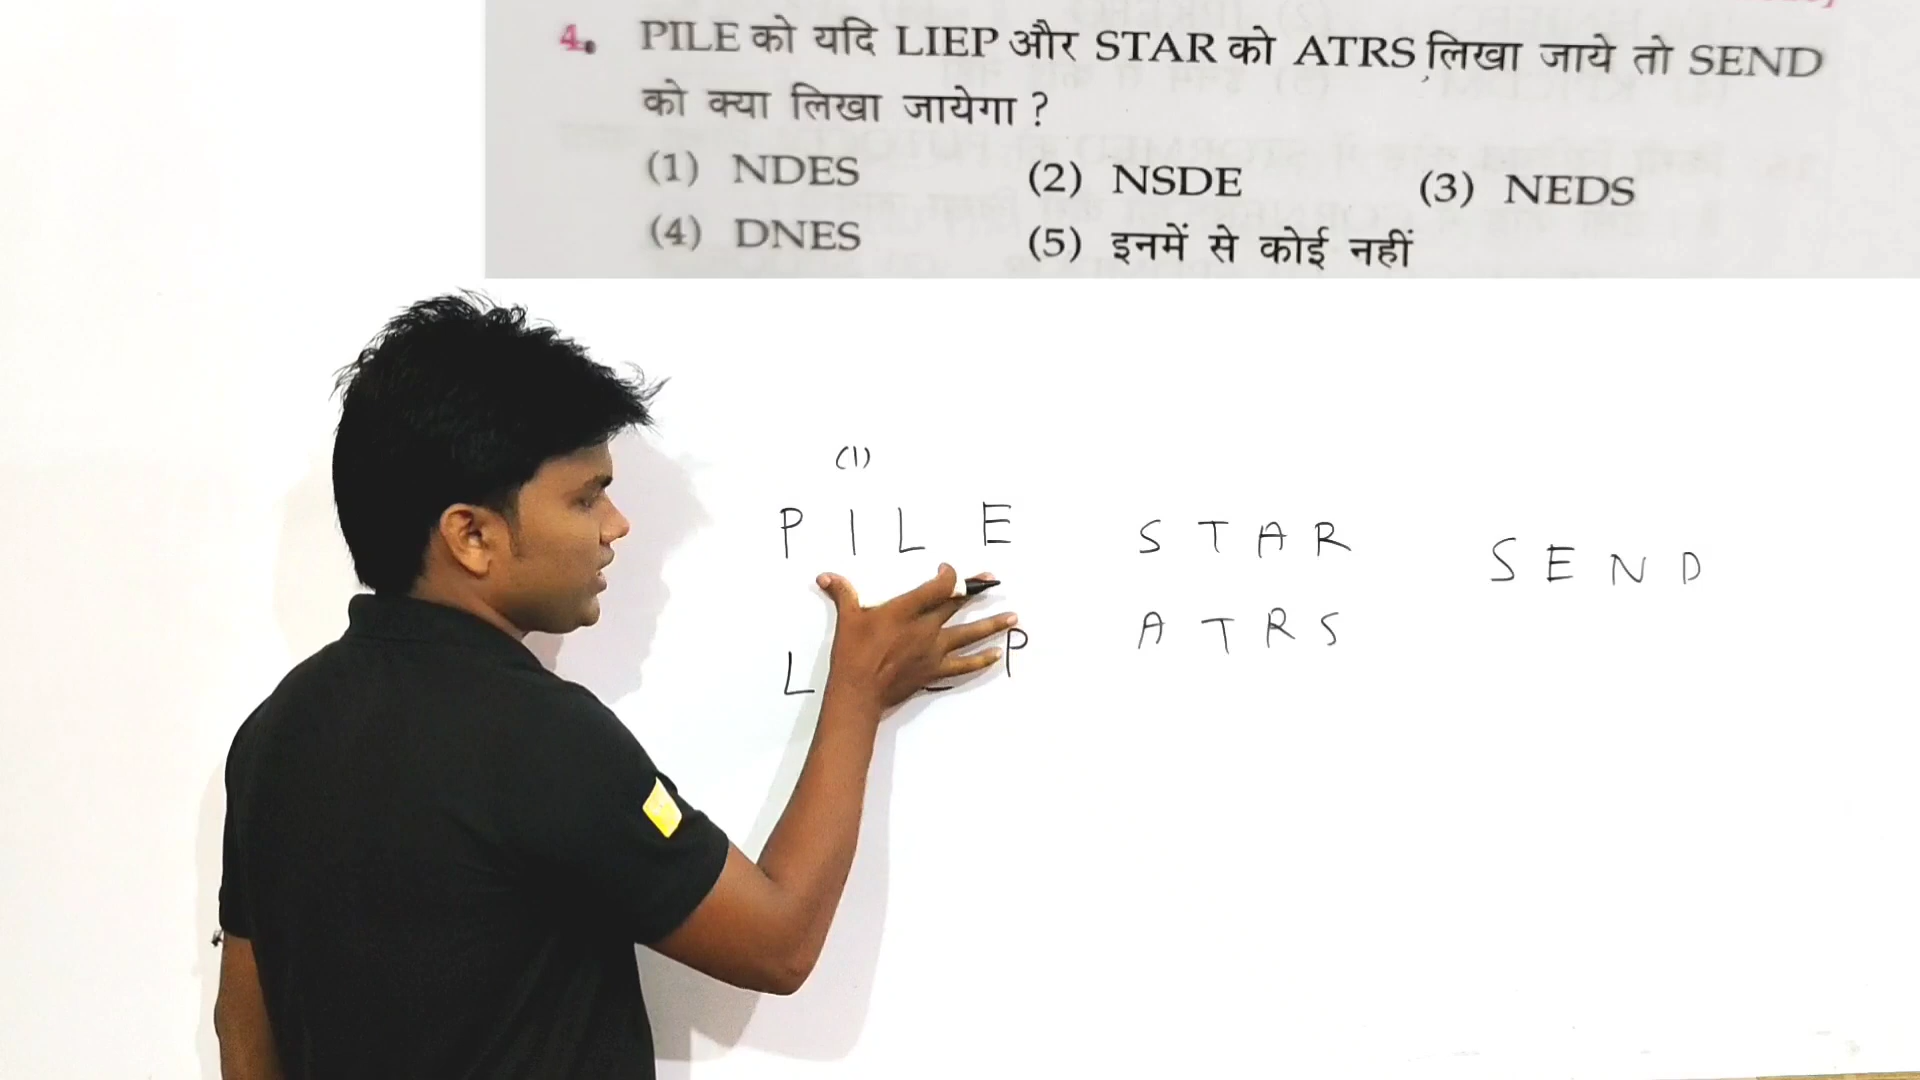 4. PILE को यदि LIEP और STAR को ATRS लिखा जाये तो SEND
को क्या लिखा जायेगा ?
(1) NDES (2) NSDE (3) NEDS
(4) DNES (5) इनमें से कोई नहीं
(1)
P I L E S T A R S E N D
L P A T R S